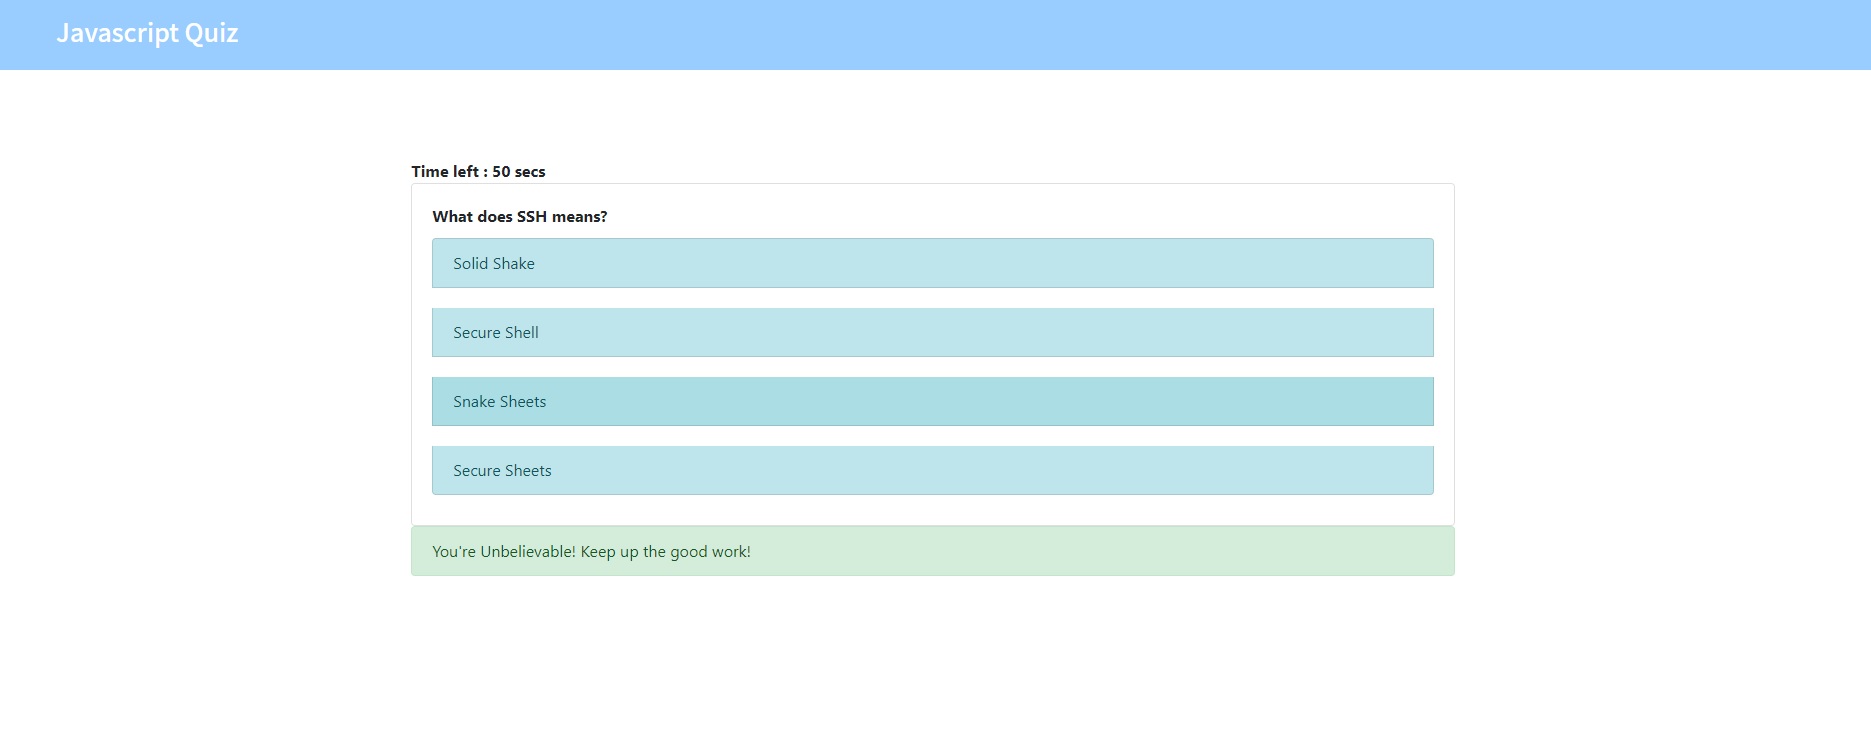 Javascript Quiz
Time left : 50 secs
What does SSH means?
Solid Shake
Secure Shell
Snake Sheets
Secure Sheets
You're Unbelievable! Keep up the good work!